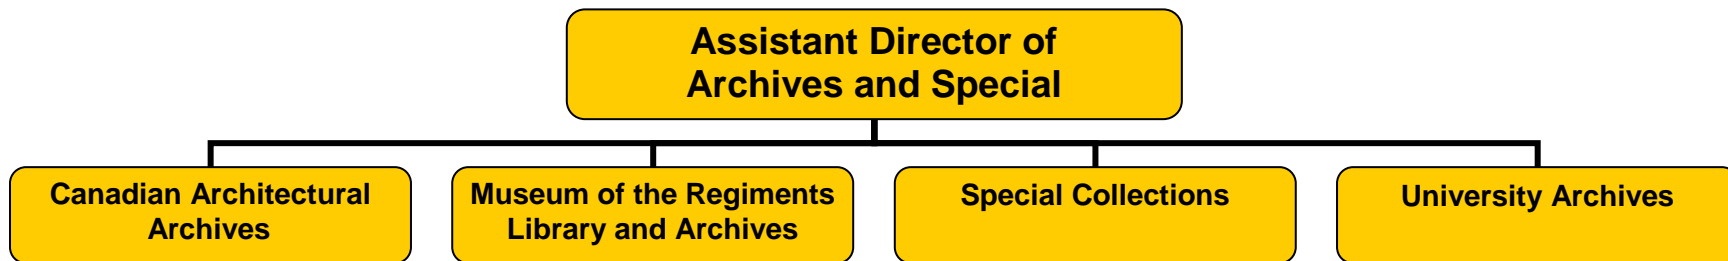 Assistant Director of
Archives and Special
Canadian Architectural
Archives
Museum of the Regiments
Library and Archives
Special Collections
University Archives